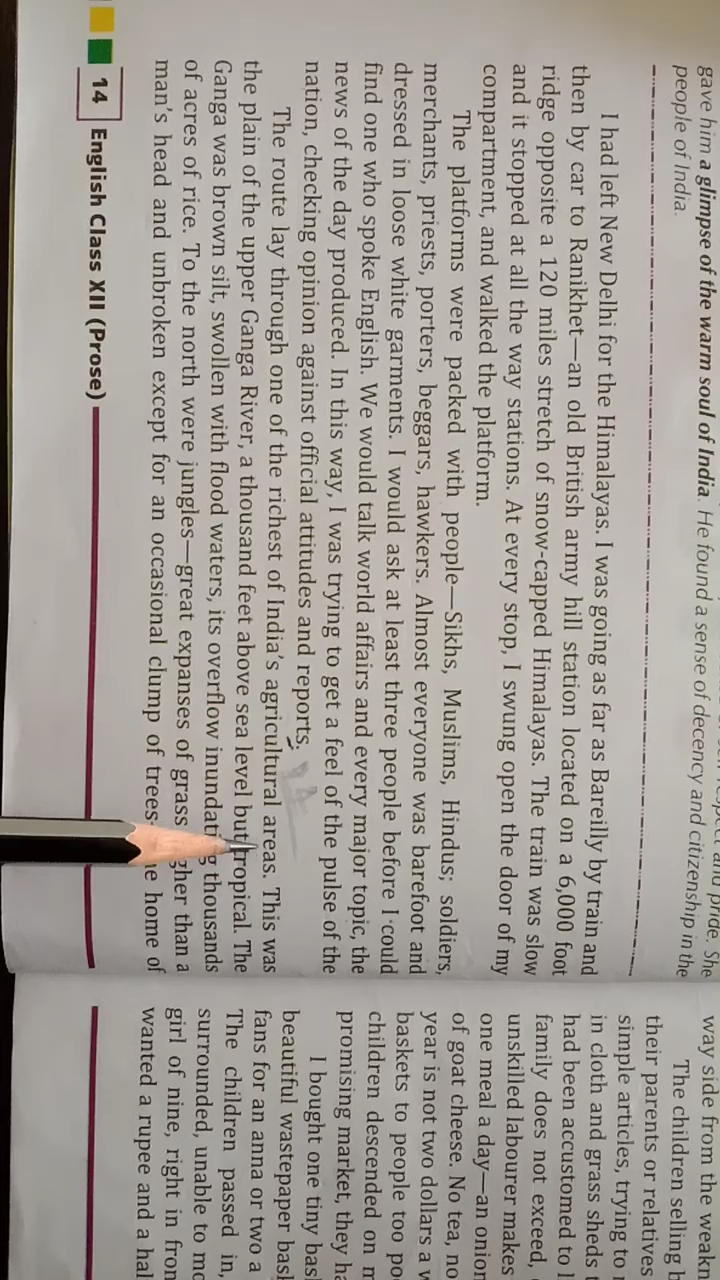 gave him a glimpse of the warm soul of India. He found a sense of decency and citizenship in the
people of India.
I had left New Delhi for the Himalayas. I was going as far as Bareilly by train and
then by car to Ranikhet—an old British army hill station located on a 6,000 foot
ridge opposite a 120 miles stretch of snow-capped Himalayas. The train was slow
and it stopped at all the way stations. At every stop, I swung open the door of my
compartment, and walked the platform.
The platforms were packed with people—Sikhs, Muslims, Hindus; soldiers,
merchants, priests, porters, beggars, hawkers. Almost everyone was barefoot and
dressed in loose white garments. I would ask at least three people before I could
find one who spoke English. We would talk world affairs and every major topic, the
news of the day produced. In this way, I was trying to get a feel of the pulse of the
nation, checking opinion against official attitudes and reports.
The route lay through one of the richest of India's agricultural areas. This was
the plain of the upper Ganga River, a thousand feet above sea level but tropical. The
Ganga was brown silt, swollen with flood waters, its overflow inundating thousands
of acres of rice. To the north were jungles—great expanses of grass than a
man's head and unbroken except for an occasional clump of trees home of
14 English Class XII (Prose)
way side from the
The children selling
their parents or relatives
simple articles, trying to
in cloth and grass sheds
had been accustomed to
family does not exceed,
unskilled labourer makes
one meal a day—an onion
of goat cheese. No tea, no
year is not two dollars a
baskets to people too
children descended on
promising market, they
I bought one tiny
beautiful wastepaper
fans for an anna or two a
The children passed in,
surrounded, unable to
girl of nine, right in
wanted a rupee and a